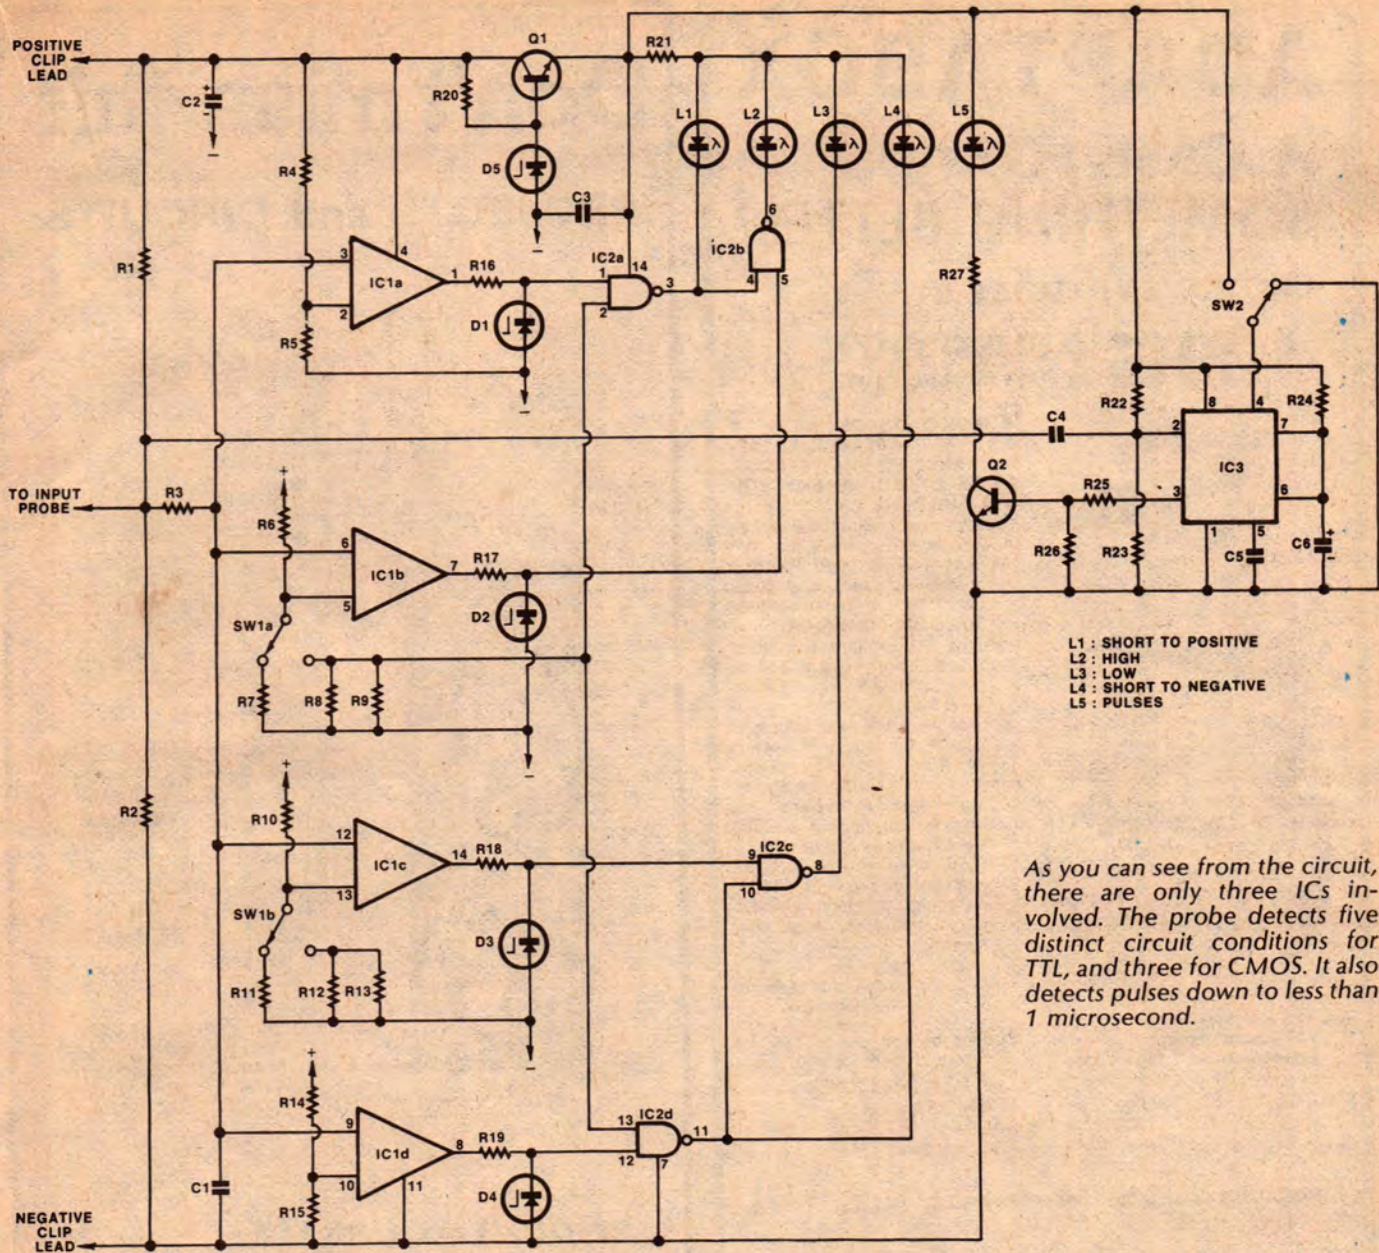 POSITIVE
CLIP
LEAD
Q1
R21
C2
+
-
-
R20
R4
D5
C3
-
L1
L2
L3
L4
L5
λ
λ
λ
λ
λ
R1
3
4
IC1a
1
2
R16
R5
D1
-
IC2a
1
14
3
2
6
IC2b
4
5
R27
SW2
R22
8
4
R24
C4
2
7
IC3
Q2
R25
3
6
1
5
R26
R23
C5
C6
+
-
TO INPUT
PROBE
R3
+
R6
6
IC1b
7
5
R17
D2
SW1a
R7
R8
R9
-
L1 : SHORT TO POSITIVE
L2 : HIGH
L3 : LOW
L4 : SHORT TO NEGATIVE
L5 : PULSES
+
R2
R10
12
IC1c
14
13
R18
IC2c
9
8
10
SW1b
D3
R11
R12
R13
-
As you can see from the circuit,
there are only three ICs in-
volved. The probe detects five
distinct circuit conditions for
TTL, and three for CMOS. It also
detects pulses down to less than
1 microsecond.
+
R14
9
IC1d
8
10
11
R19
IC2d
13
11
12
7
C1
R15
D4
NEGATIVE
CLIP
LEAD